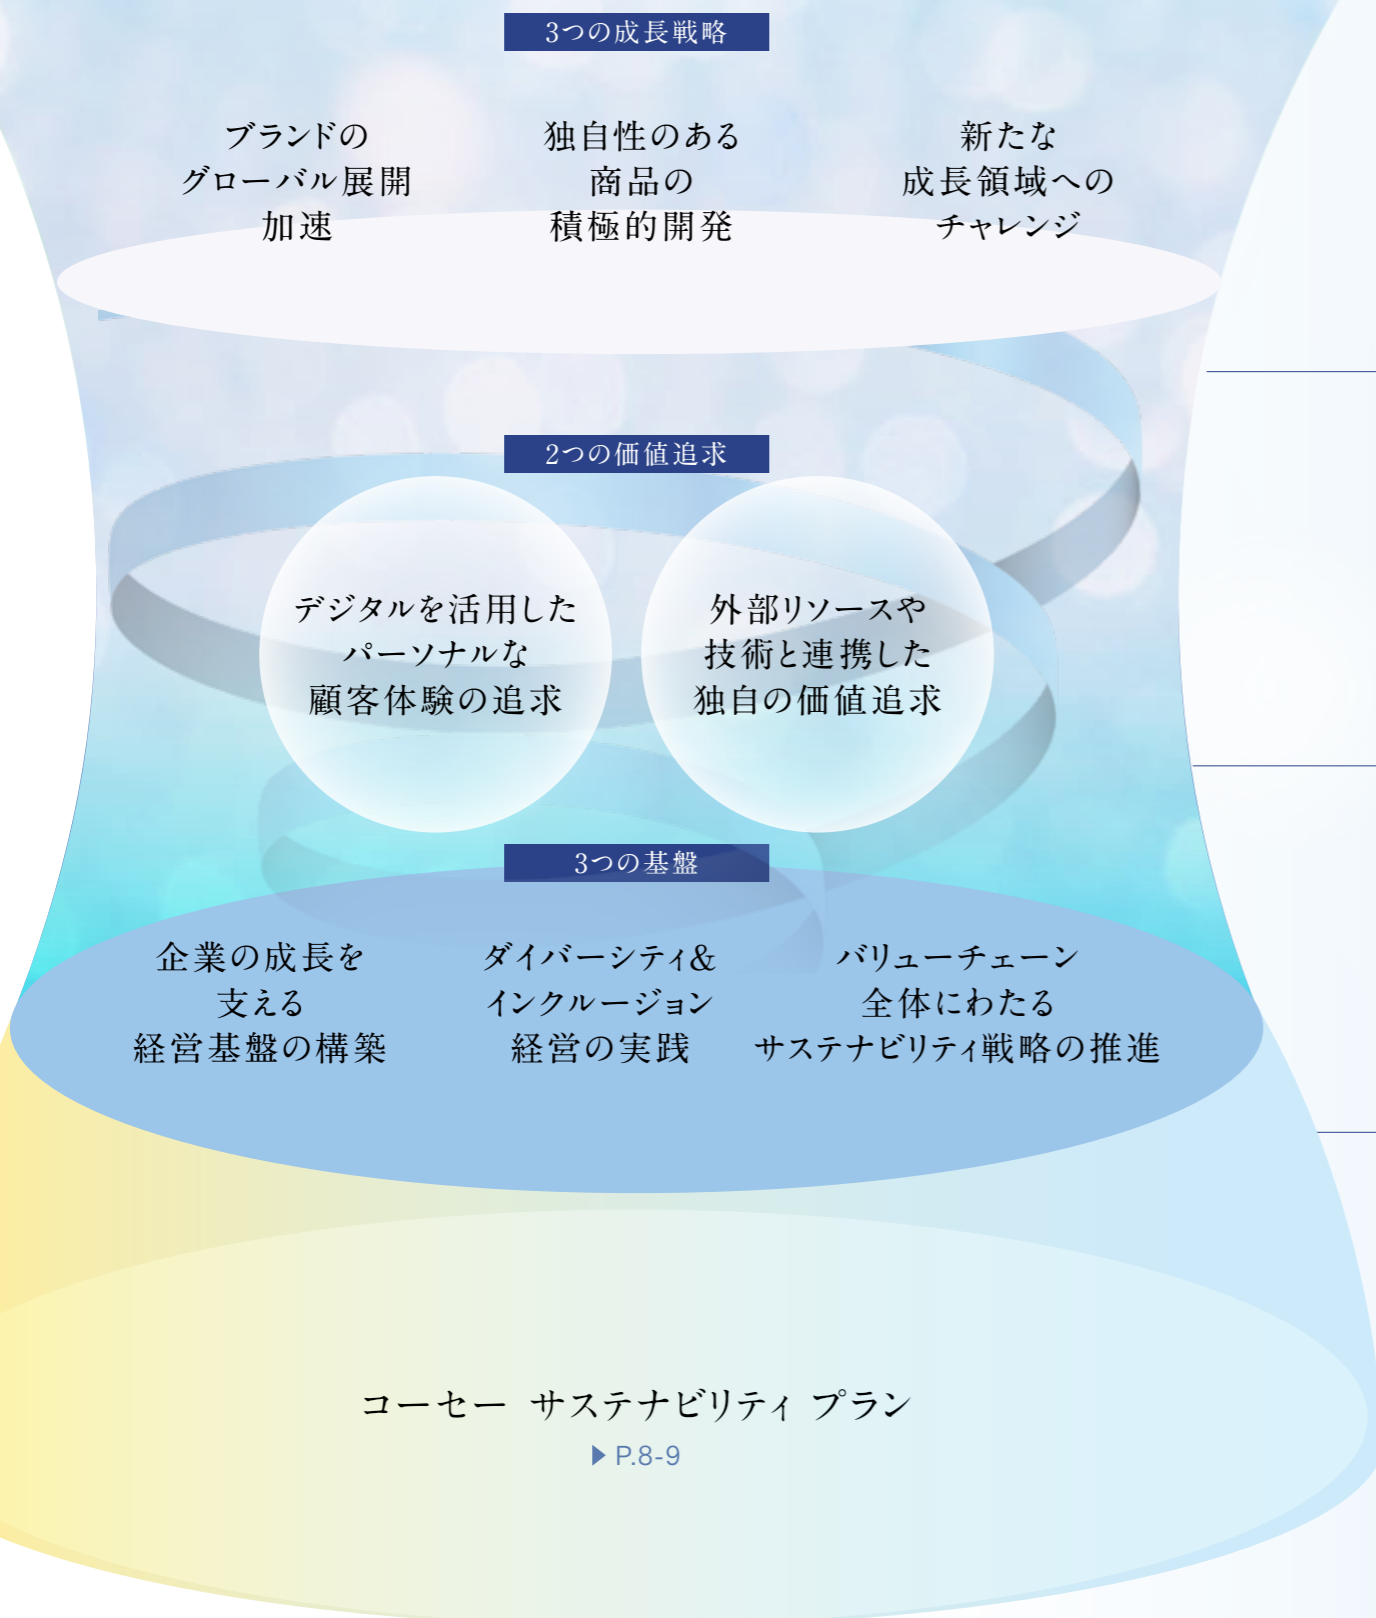 3つの成長戦略
ブランドの
グローバル展開
加速
独自性のある
商品の
積極的開発
新たな
成長領域への
チャレンジ
2つの価値追求
デジタルを活用した
パーソナルな
顧客体験の追求
外部リソースや
技術と連携した
独自の価値追求
3つの基盤
企業の成長を
支える
経営基盤の構築
ダイバーシティ&
インクルージョン
経営の実践
バリューチェーン
全体にわたる
サステナビリティ戦略の推進
コーセー サステナビリティ プラン
▶ P.8-9